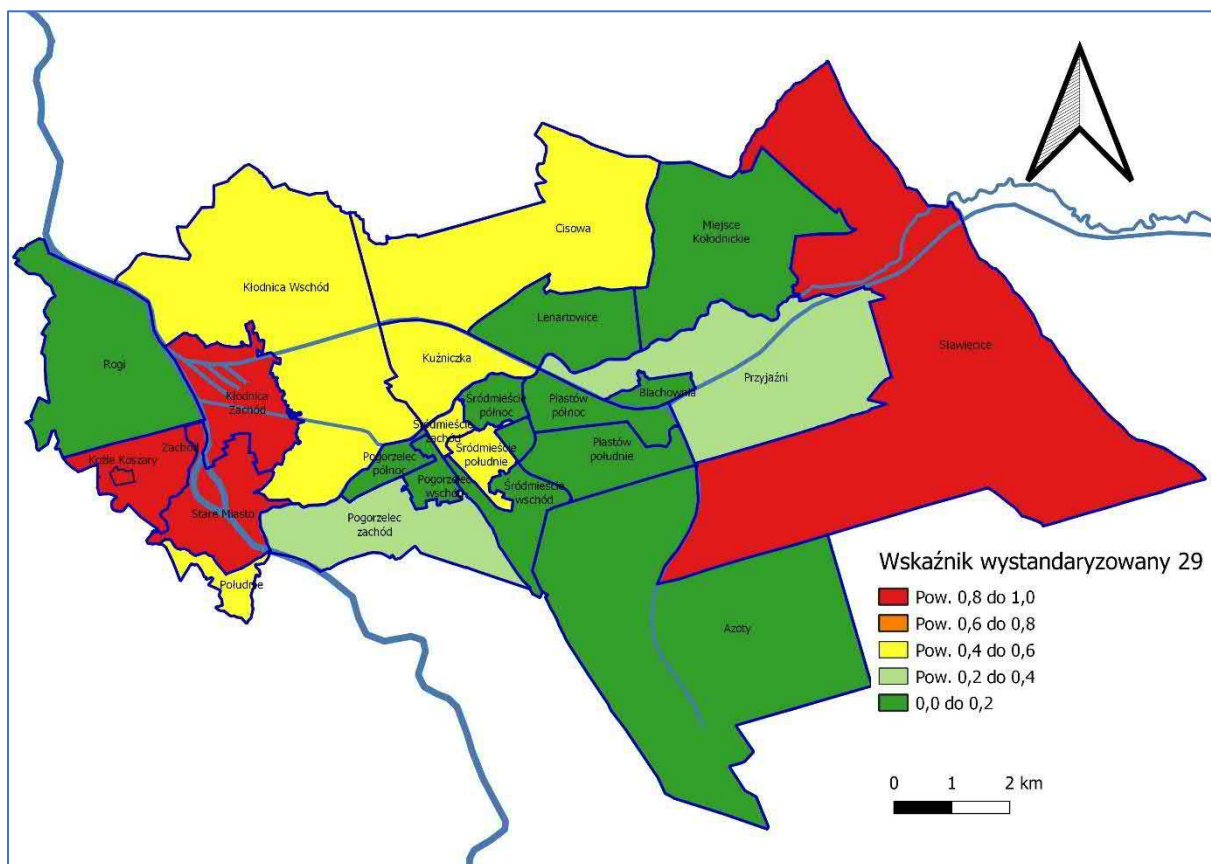 Cisowa
Miejsce
Kołodnickie
Kłodnica Wschód
Lenartowice
Sławięcice
Kuźniczka
Rogi
Przyjaźni
Blachownia
Kłodnica
Zachód
Śródmieście
północ
Piastów
północ
Śródmieście
zachód
Śródmieście
południe
Piastów
południe
Zachód
Koźle Koszary
Pogorzelec
północ
Pogorzelec
wschód
Śródmieście
wschód
Stare Miasto
Pogorzelec
zachód
Południe
Azoty
Wskaźnik wystandaryzowany 29
Pow. 0,8 do 1,0
Pow. 0,6 do 0,8
Pow. 0,4 do 0,6
Pow. 0,2 do 0,4
0,0 do 0,2
0 1 2 km